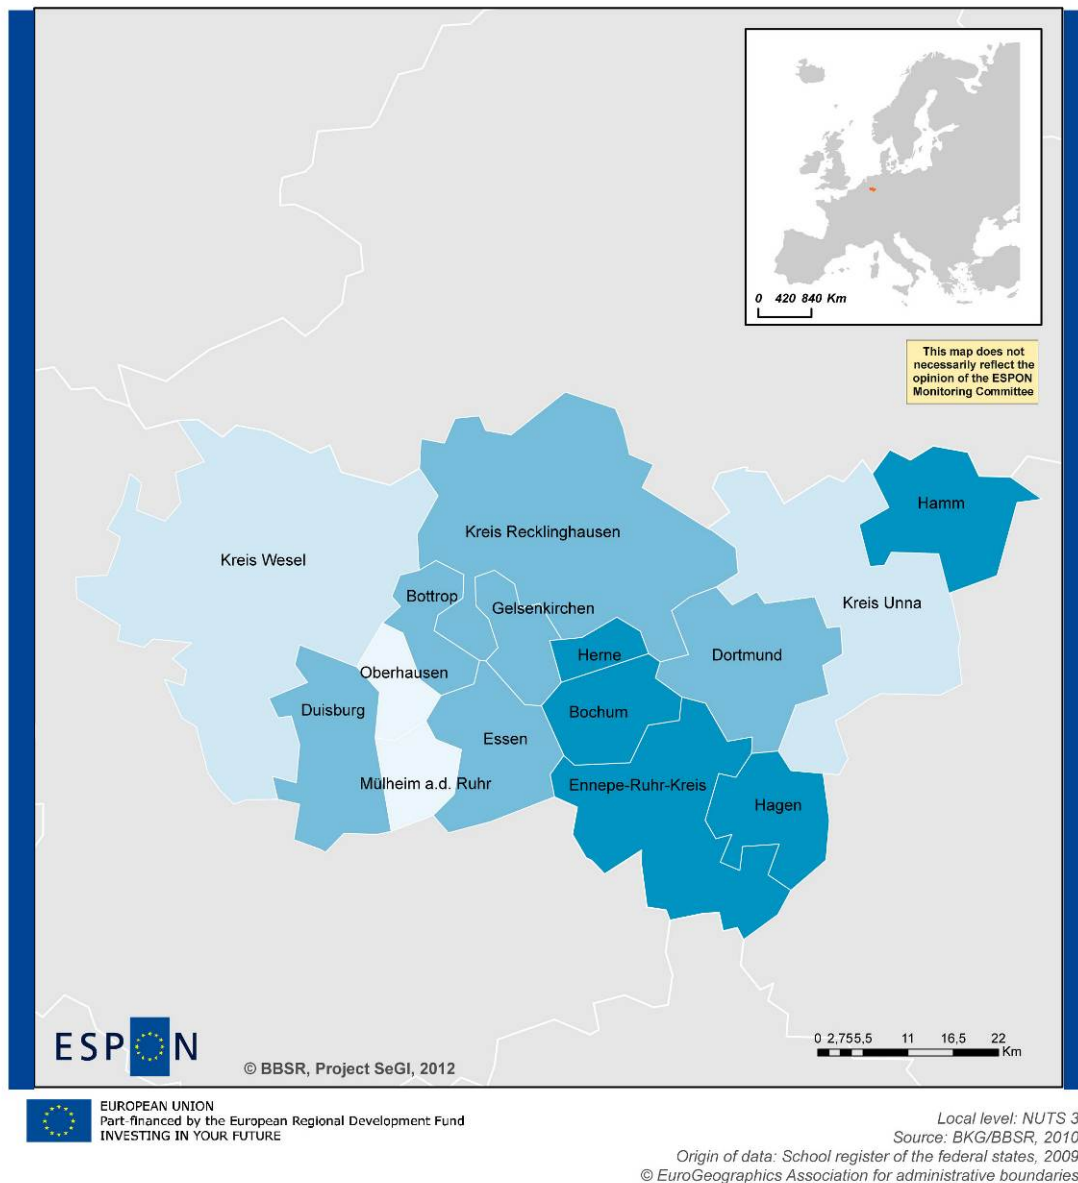 0 420 840 Km
This map does not
necessarily reflect the
opinion of the ESPON
Monitoring Committee
Hamm
Kreis Recklinghausen
Kreis Wesel
Bottrop
Gelsenkirchen
Kreis Unna
Herne
Dortmund
Oberhausen
Duisburg
Bochum
Essen
Mülheim a.d. Ruhr
Ennepe-Ruhr-Kreis
Hagen
ESPON
© BBSR, Project SeGI, 2012
0 2,755,5 11 16,5 22
Km
EUROPEAN UNION
Part-financed by the European Regional Development Fund
INVESTING IN YOUR FUTURE
Local level: NUTS 3
Source: BKG/BBSR, 2010
Origin of data: School register of the federal states, 2009
© EuroGeographics Association for administrative boundaries